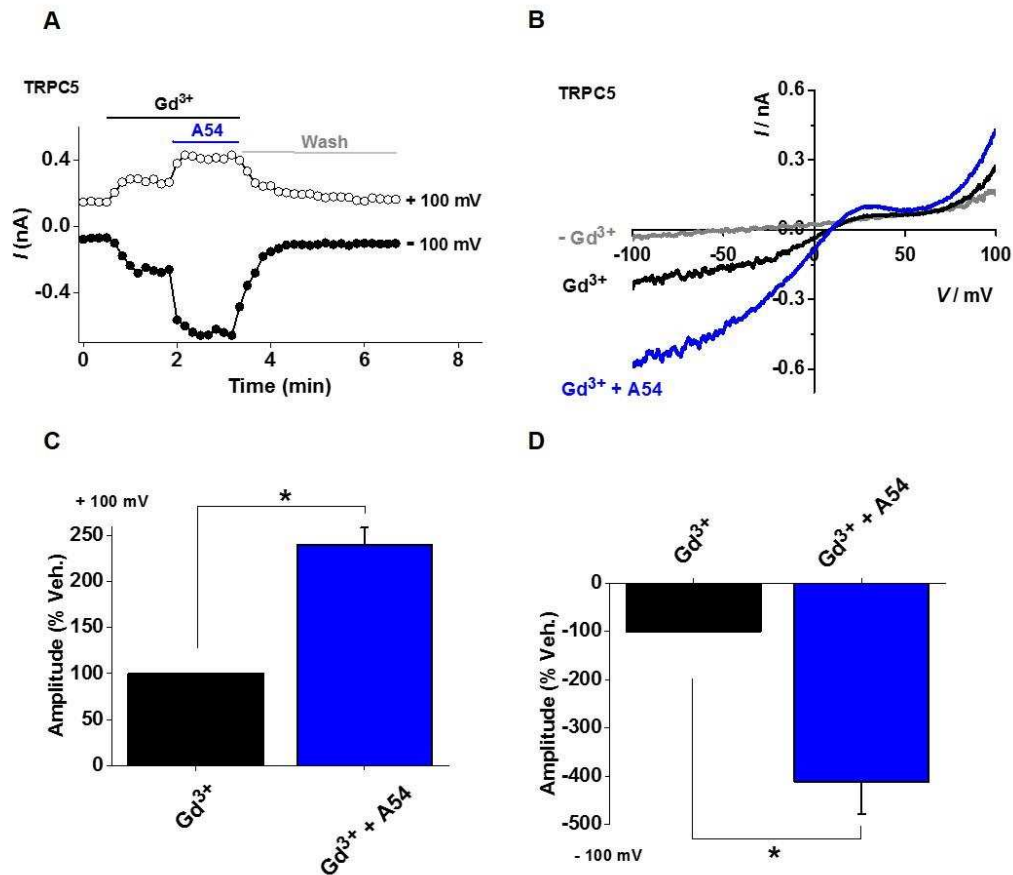 A
TRPC5
Gd³⁺
A54
Wash
0.4
0.0
-0.4
I (nA)
+ 100 mV
- 100 mV
0 2 4 6 8
Time (min)
B
TRPC5
I / nA
0.6
0.3
0.0
-0.3
-0.6
-100 -50 0 50 100
V / mV
- Gd³⁺
Gd³⁺
Gd³⁺ + A54
C
+ 100 mV
*
Amplitude (% Veh.)
250
200
150
100
50
0
Gd³⁺
Gd³⁺ + A54
D
Gd³⁺
Gd³⁺ + A54
Amplitude (% Veh.)
0
-100
-200
-300
-400
-500
- 100 mV
*